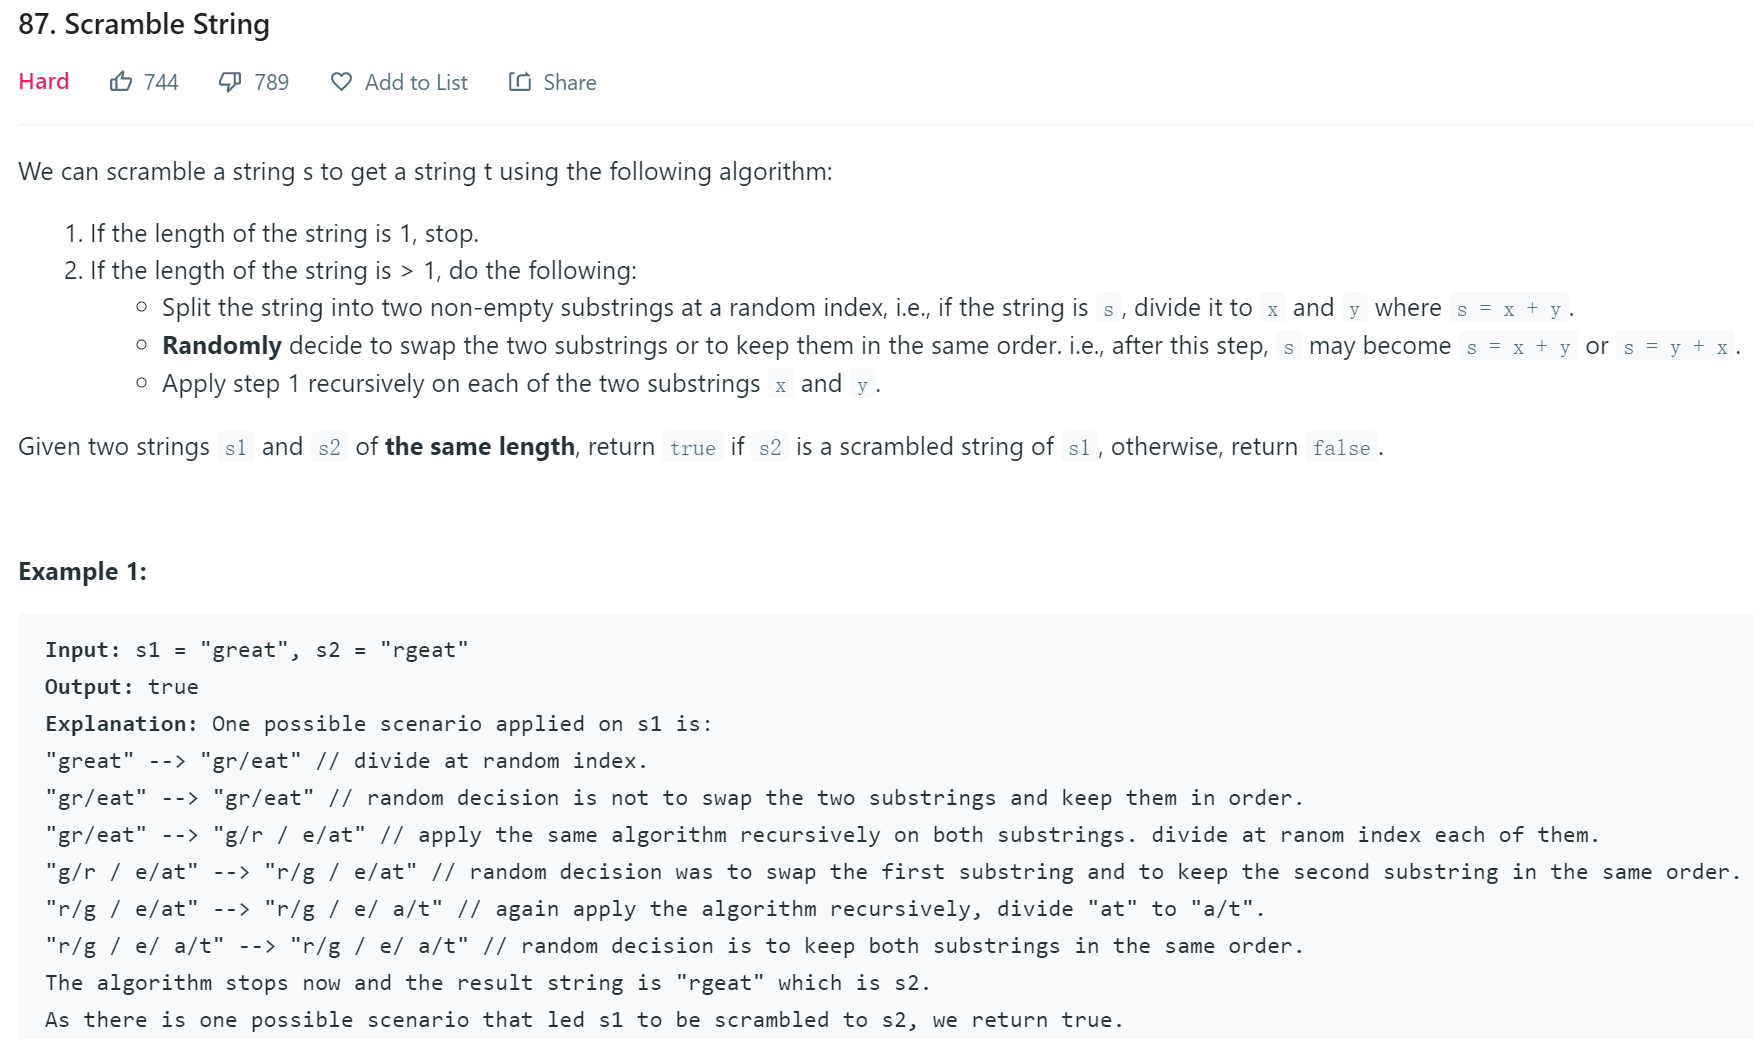 87. Scramble String
Hard 744 789 Add to List Share
We can scramble a string s to get a string t using the following algorithm:
1. If the length of the string is 1, stop.
2. If the length of the string is > 1, do the following:
Split the string into two non-empty substrings at a random index, i.e., if the string is s, divide it to x and y where s = x + y.
Randomly decide to swap the two substrings or to keep them in the same order. i.e., after this step, s may become s = x + y or s = y + x.
Apply step 1 recursively on each of the two substrings x and y.
Given two strings s1 and s2 of the same length, return true if s2 is a scrambled string of s1, otherwise, return false.
Example 1:
Input: s1 = "great", s2 = "rgeat"
Output: true
Explanation: One possible scenario applied on s1 is:
"great" --> "gr/eat" // divide at random index.
"gr/eat" --> "gr/eat" // random decision is not to swap the two substrings and keep them in order.
"gr/eat" --> "g/r / e/at" // apply the same algorithm recursively on both substrings. divide at ranom index each of them.
"g/r / e/at" --> "r/g / e/at" // random decision was to swap the first substring and to keep the second substring in the same order.
"r/g / e/at" --> "r/g / e/ a/t" // again apply the algorithm recursively, divide "at" to "a/t".
"r/g / e/ a/t" --> "r/g / e/ a/t" // random decision is to keep both substrings in the same order.
The algorithm stops now and the result string is "rgeat" which is s2.
As there is one possible scenario that led s1 to be scrambled to s2, we return true.